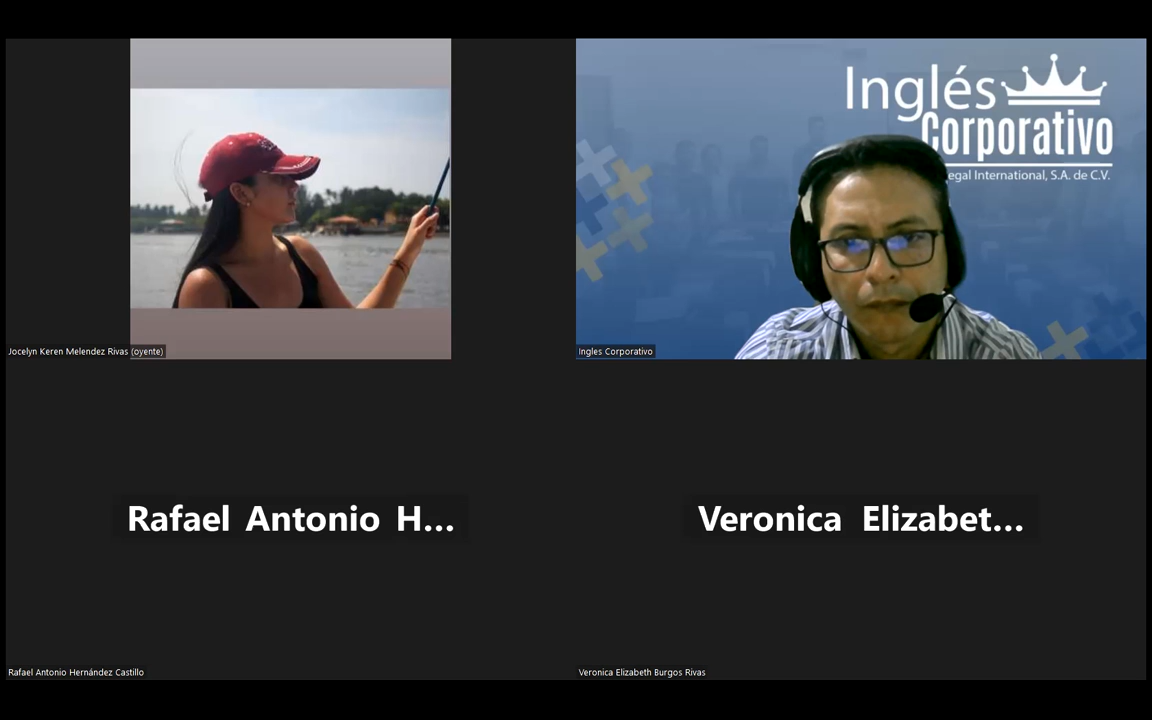 Inglés
Corporativo
egal International, S.A. de C.V.
Jocelyn Keren Melendez Rivas (oyente)
Ingles Corporativo
Rafael Antonio H...
Veronica Elizabet...
Rafael Antonio Hernández Castillo
Veronica Elizabeth Burgos Rivas